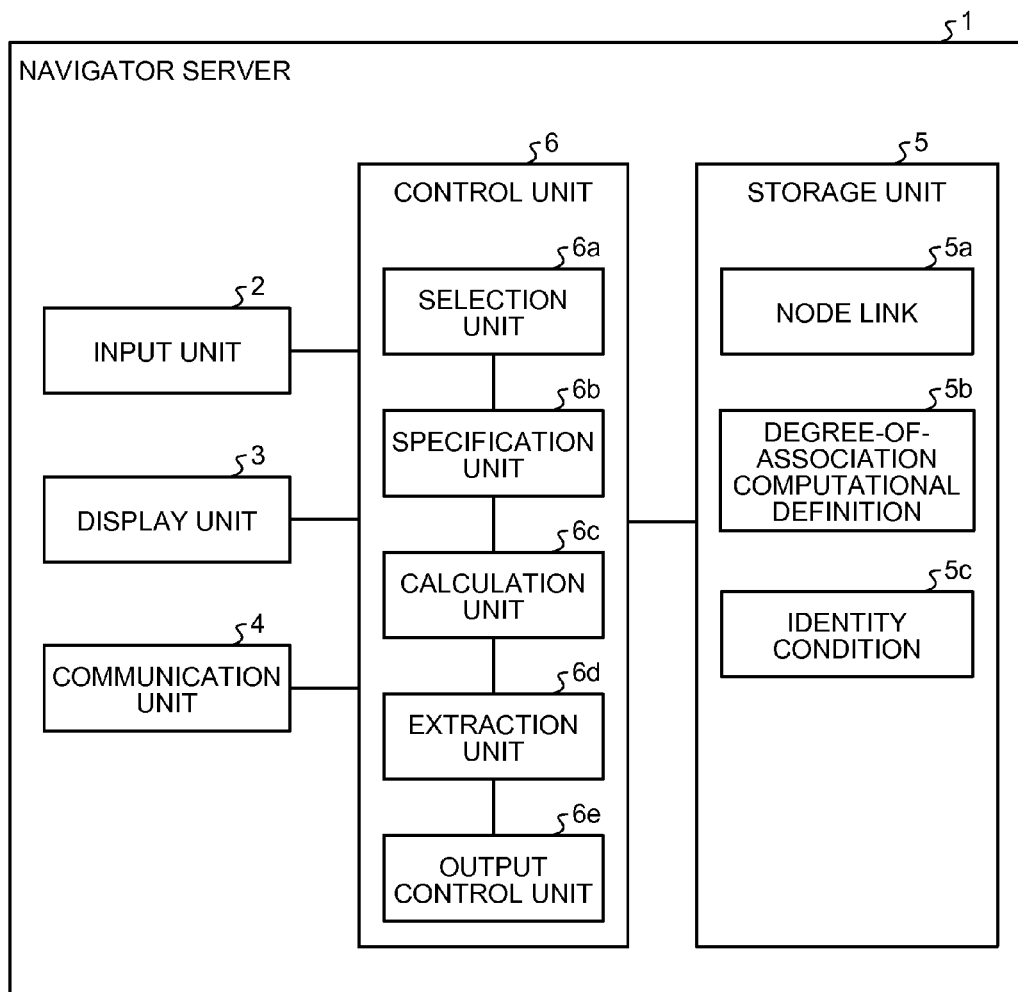 1
NAVIGATOR SERVER
2
INPUT UNIT
3
DISPLAY UNIT
4
COMMUNICATION
UNIT
6
CONTROL UNIT
6a
SELECTION
UNIT
6b
SPECIFICATION
UNIT
6c
CALCULATION
UNIT
6d
EXTRACTION
UNIT
6e
OUTPUT
CONTROL UNIT
5
STORAGE UNIT
5a
NODE LINK
5b
DEGREE-OF-
ASSOCIATION
COMPUTATIONAL
DEFINITION
5c
IDENTITY
CONDITION